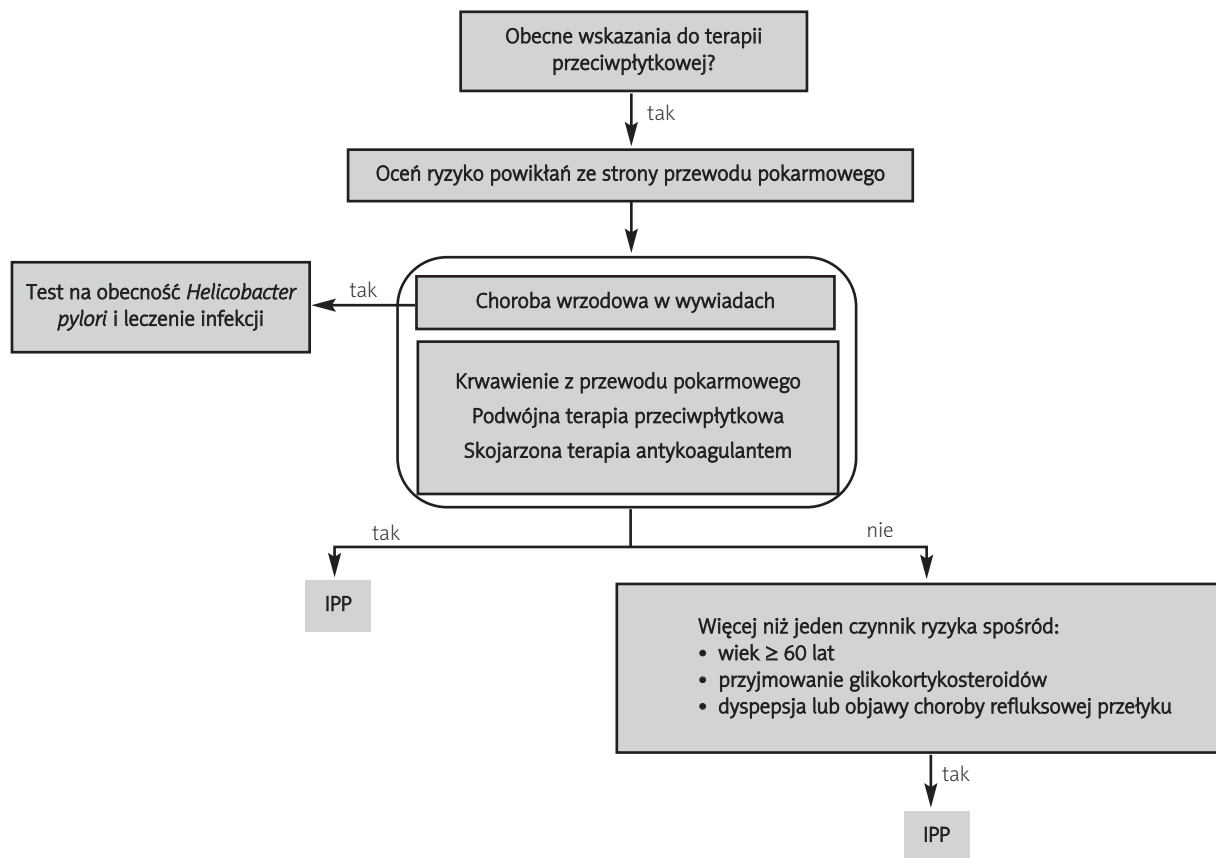 Obecne wskazania do terapii
przeciwpłytkowej?
tak
Oceń ryzyko powikłań ze strony przewodu pokarmowego
Test na obecność Helicobacter
pylori i leczenie infekcji
tak
Choroba wrzodowa w wywiadach
Krwawienie z przewodu pokarmowego
Podwójna terapia przeciwpłytkowa
Skojarzona terapia antykoagulantem
tak
nie
IPP
Więcej niż jeden czynnik ryzyka spośród:
• wiek ≥ 60 lat
• przyjmowanie glikokortykosteroidów
• dyspepsja lub objawy choroby refluksowej przełyku
tak
IPP